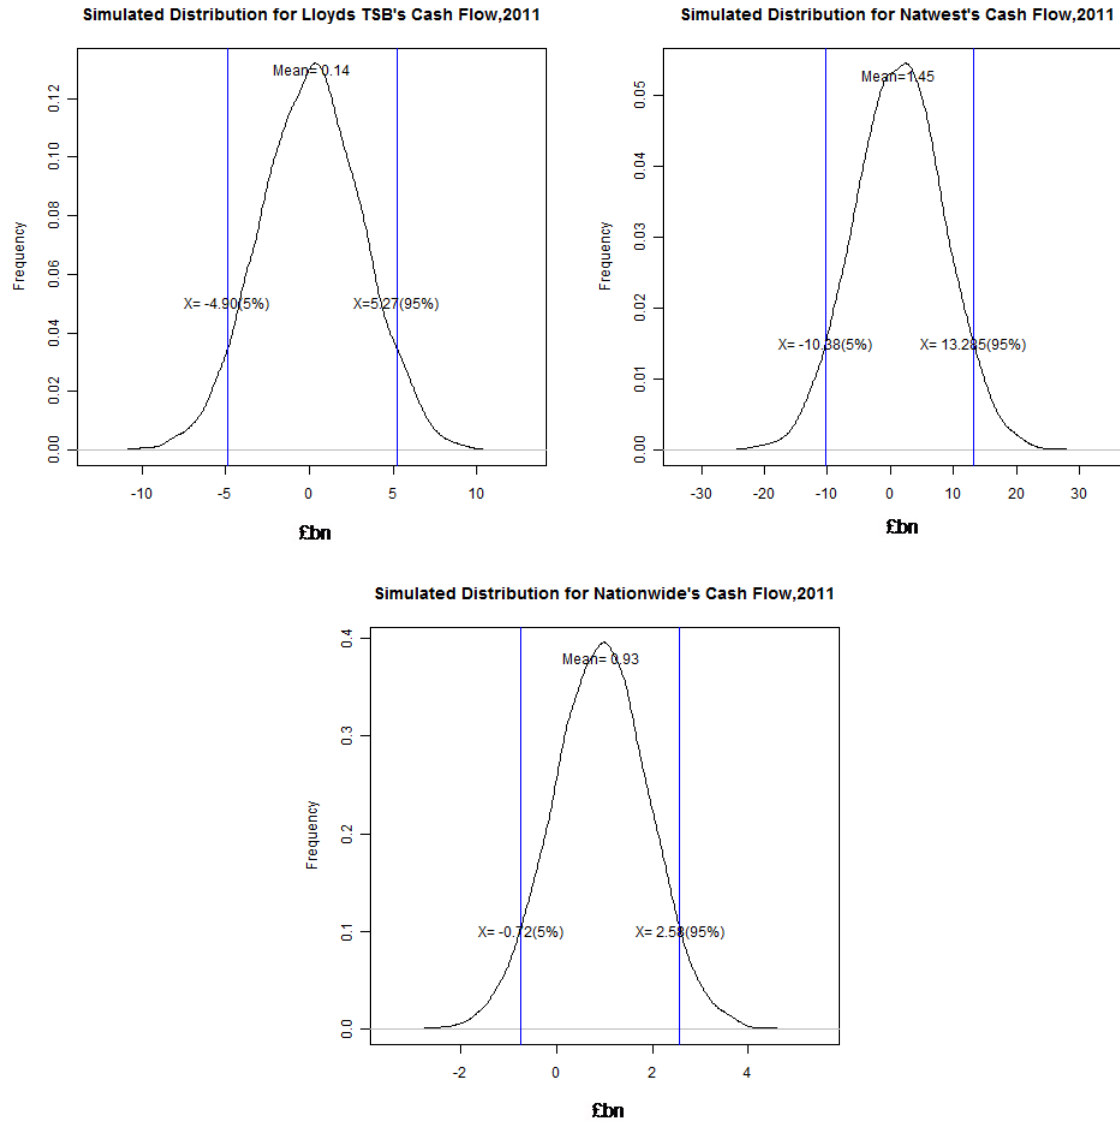 Simulated Distribution for Lloyds TSB's Cash Flow,2011
Mean= 0.14
X= -4.90(5%)
X=5.27(95%)
Frequency
0.00
0.02
0.04
0.06
0.08
0.10
0.12
-10
-5
0
5
10
£bn
Simulated Distribution for Natwest's Cash Flow,2011
Mean=1.45
X= -10.38(5%)
X= 13.285(95%)
Frequency
0.00
0.01
0.02
0.03
0.04
0.05
-30
-20
-10
0
10
20
30
£bn
Simulated Distribution for Nationwide's Cash Flow,2011
Mean= 0.93
X= -0.72(5%)
X= 2.58(95%)
Frequency
0.0
0.1
0.2
0.3
0.4
-2
0
2
4
£bn